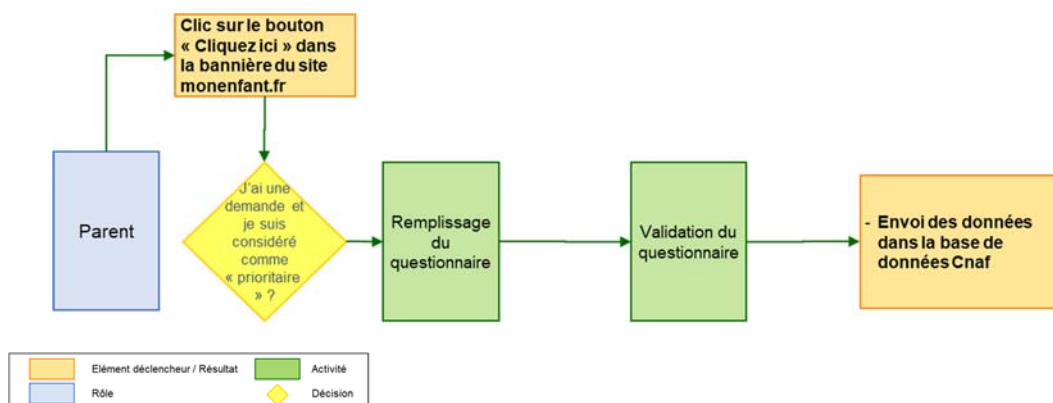 Clic sur le bouton
« Cliquez ici » dans
la bannière du site
monenfant.fr
Parent
J'ai une
demande et
je suis
considéré
comme
« prioritaire
» ?
Remplissage
du
questionnaire
Validation du
questionnaire
- Envoi des données
dans la base de
données Cnaf
Elément déclencheur / Résultat
Activité
Rôle
Décision